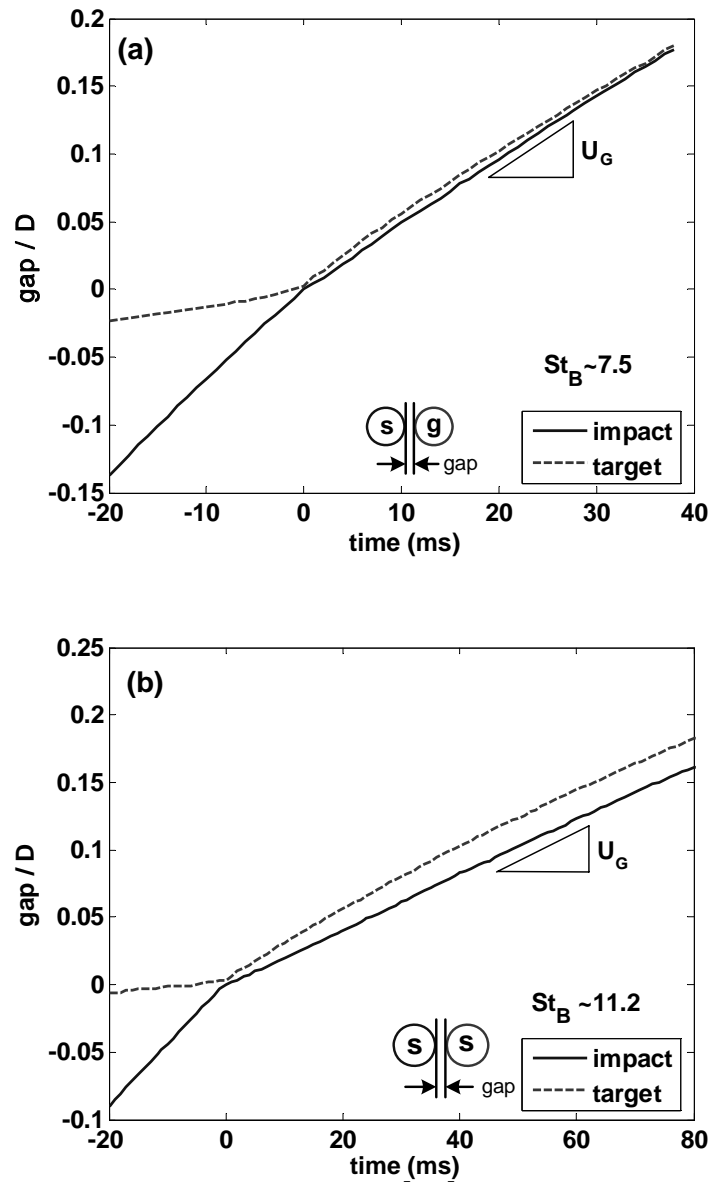 0.2
(a)
0.15
U_G
0.1
0.05
gap / D
0
-0.05
St_B~7.5
s g
impact
-0.1
gap
target
-0.15
-20 -10 0 10 20 30 40
time (ms)
0.25
(b)
0.2
0.15
0.1
U_G
gap / D
0.05
0
St_B ~11.2
s s
impact
-0.05
gap
target
-0.1
-20 0 20 40 60 80
time (ms)